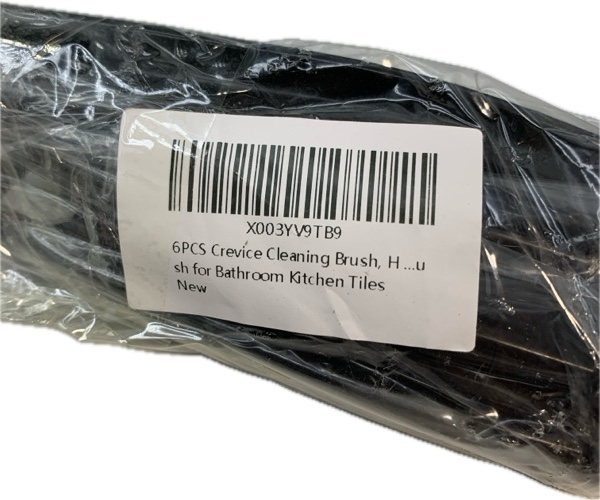 X003YV9TB9
6PCS Crevice Cleaning Brush, H...u
sh for Bathroom Kitchen Tiles
New